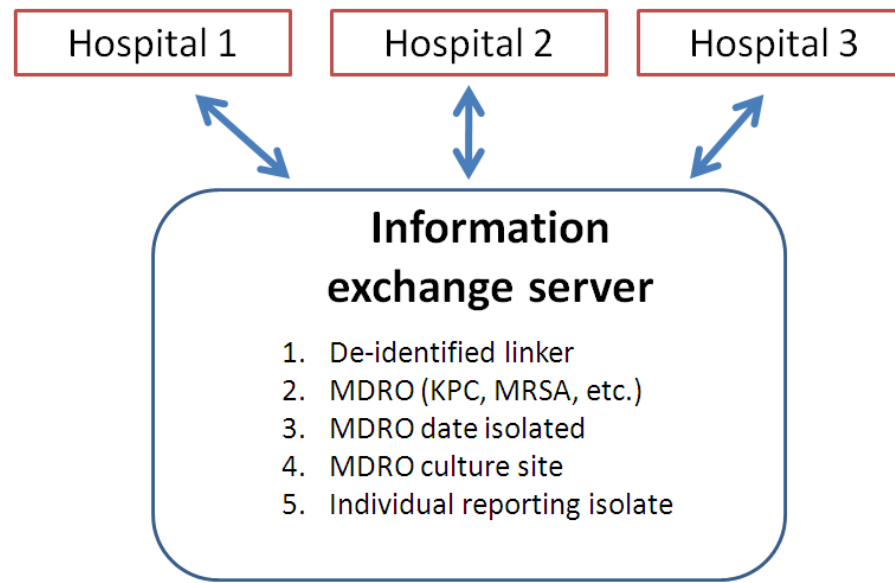 Hospital 1 Hospital 2 Hospital 3
Information
exchange server
1. De-identified linker
2. MDRO (KPC, MRSA, etc.)
3. MDRO date isolated
4. MDRO culture site
5. Individual reporting isolate